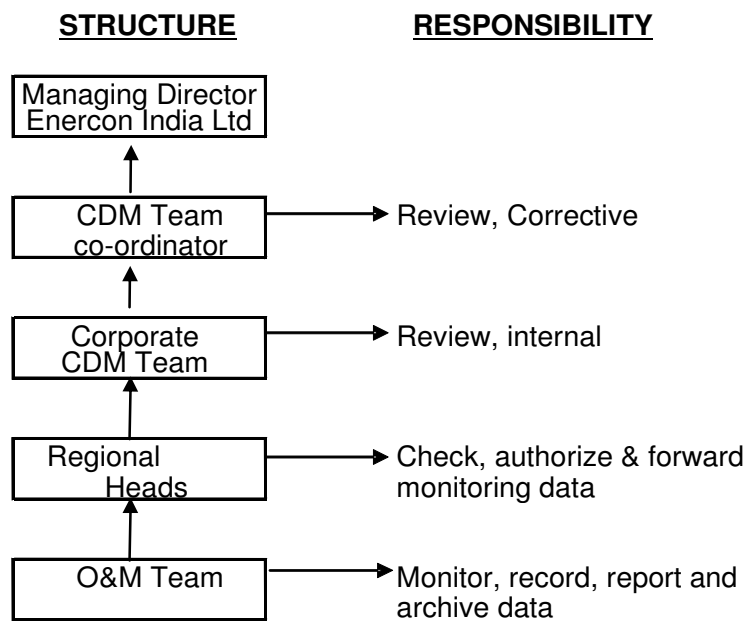 STRUCTURE RESPONSIBILITY
Managing Director
Enercon India Ltd
CDM Team
co-ordinator
Review, Corrective
Corporate
CDM Team
Review, internal
Regional
Heads
Check, authorize & forward
monitoring data
O&M Team
Monitor, record, report and
archive data